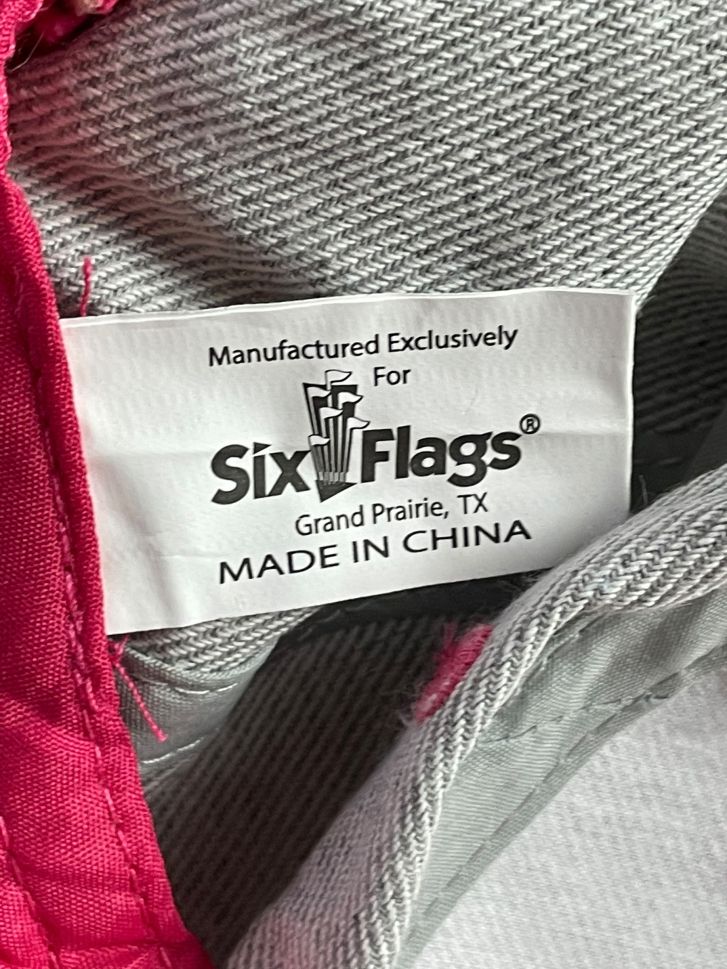 Manufactured Exclusively
For
Six Flags®
Grand Prairie, TX
MADE IN CHINA